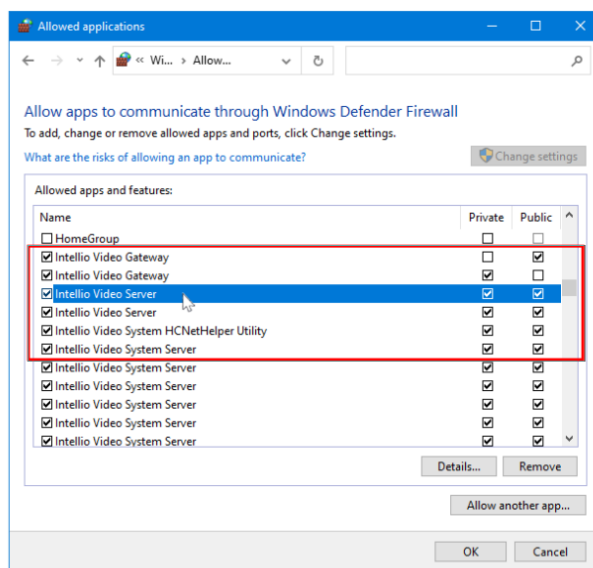 Allowed applications
« Wi... › Allow...
Allow apps to communicate through Windows Defender Firewall
To add, change or remove allowed apps and ports, click Change settings.
What are the risks of allowing an app to communicate?
Change settings
Allowed apps and features:
Name Private Public
HomeGroup
Intellio Video Gateway
Intellio Video Gateway
Intellio Video Server
Intellio Video Server
Intellio Video System HCNetHelper Utility
Intellio Video System Server
Intellio Video System Server
Intellio Video System Server
Intellio Video System Server
Intellio Video System Server
Intellio Video System Server
Details... Remove
Allow another app...
OK Cancel